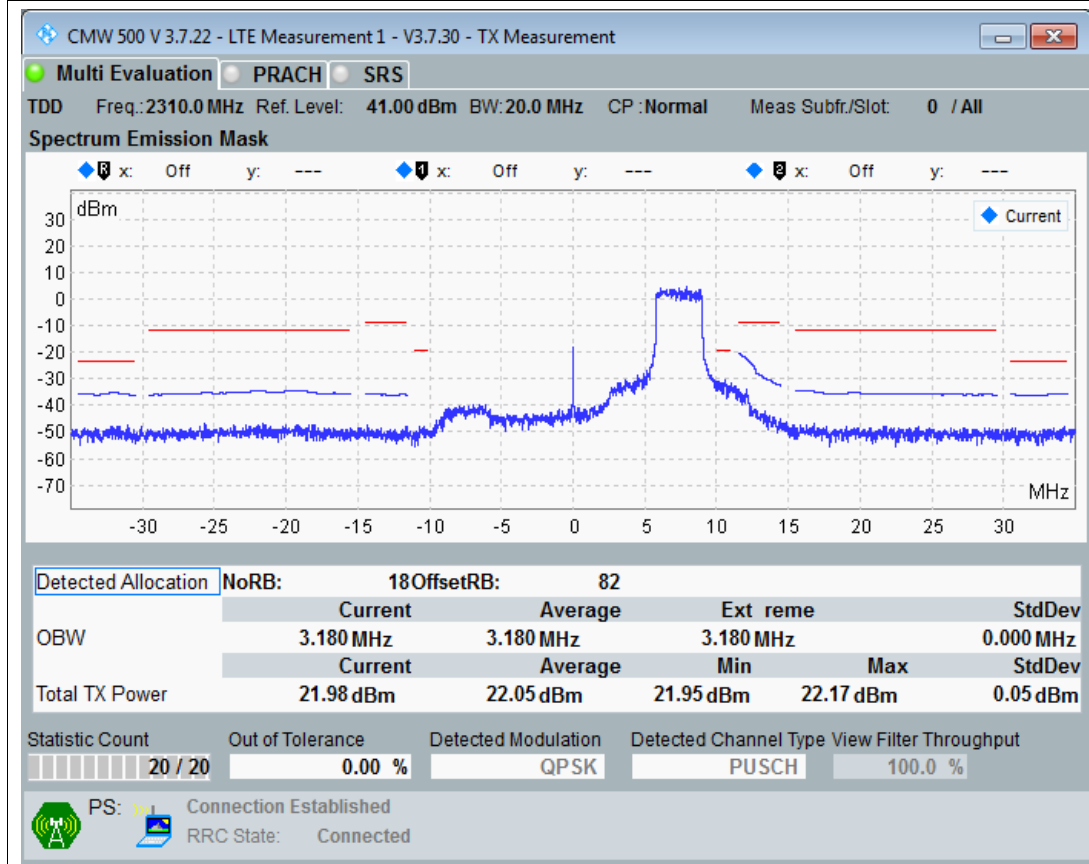 CMW 500 V 3.7.22 - LTE Measurement 1 - V3.7.30 - TX Measurement
Multi Evaluation PRACH SRS
TDD Freq.: 2310.0 MHz Ref. Level: 41.00 dBm BW: 20.0 MHz CP : Normal Meas Subfr./Slot: 0 / All
Spectrum Emission Mask
R x: Off y: --- 1 x: Off y: --- 2 x: Off y: ---
dBm
Current
30
20
10
0
-10
-20
-30
-40
-50
-60
-70
MHz
-30 -25 -20 -15 -10 -5 0 5 10 15 20 25 30
Detected Allocation NoRB: 18 OffsetRB: 82
Current Average Ext reme StdDev
OBW 3.180 MHz 3.180 MHz 3.180 MHz 0.000 MHz
Current Average Min Max StdDev
Total TX Power 21.98 dBm 22.05 dBm 21.95 dBm 22.17 dBm 0.05 dBm
Statistic Count Out of Tolerance Detected Modulation Detected Channel Type View Filter Throughput
20 / 20 0.00 % QPSK PUSCH 100.0 %
PS: Connection Established
RRC State: Connected